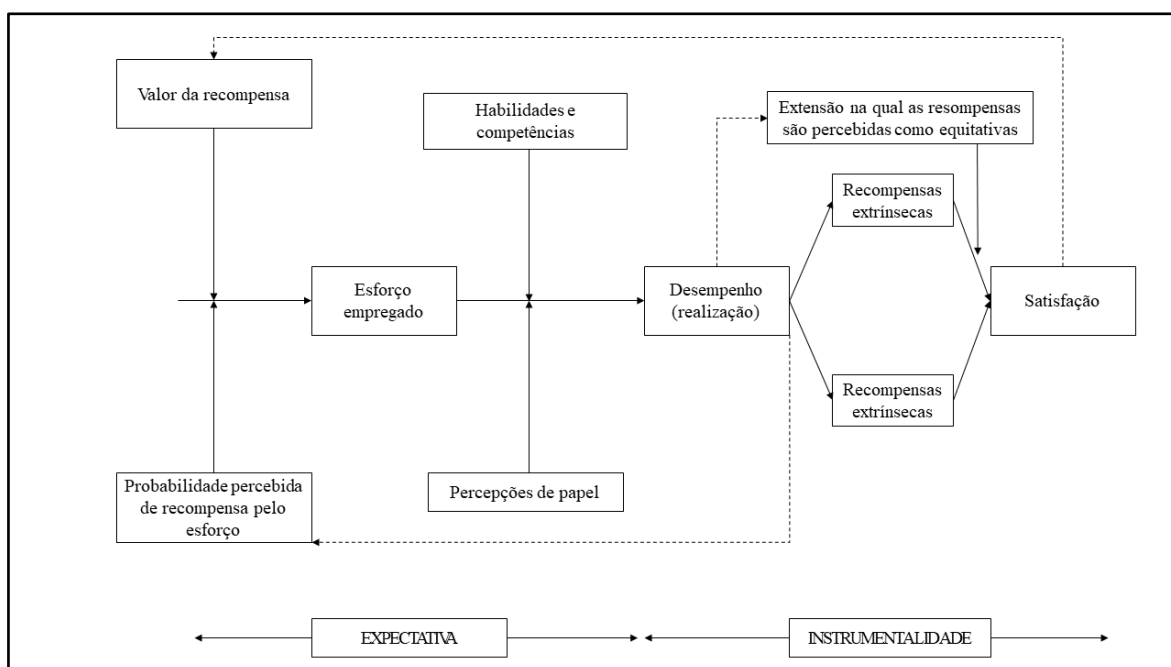 Valor da recompensa
Habilidades e
competências
Extensão na qual as resompensas
são percebidas como equitativas
Recompensas
extrínsecas
Esforço
empregado
Desempenho
(realização)
Satisfação
Recompensas
extrínsecas
Probabilidade percebida
de recompensa pelo
esforço
Percepções de papel
EXPECTATIVA
INSTRUMENTALIDADE